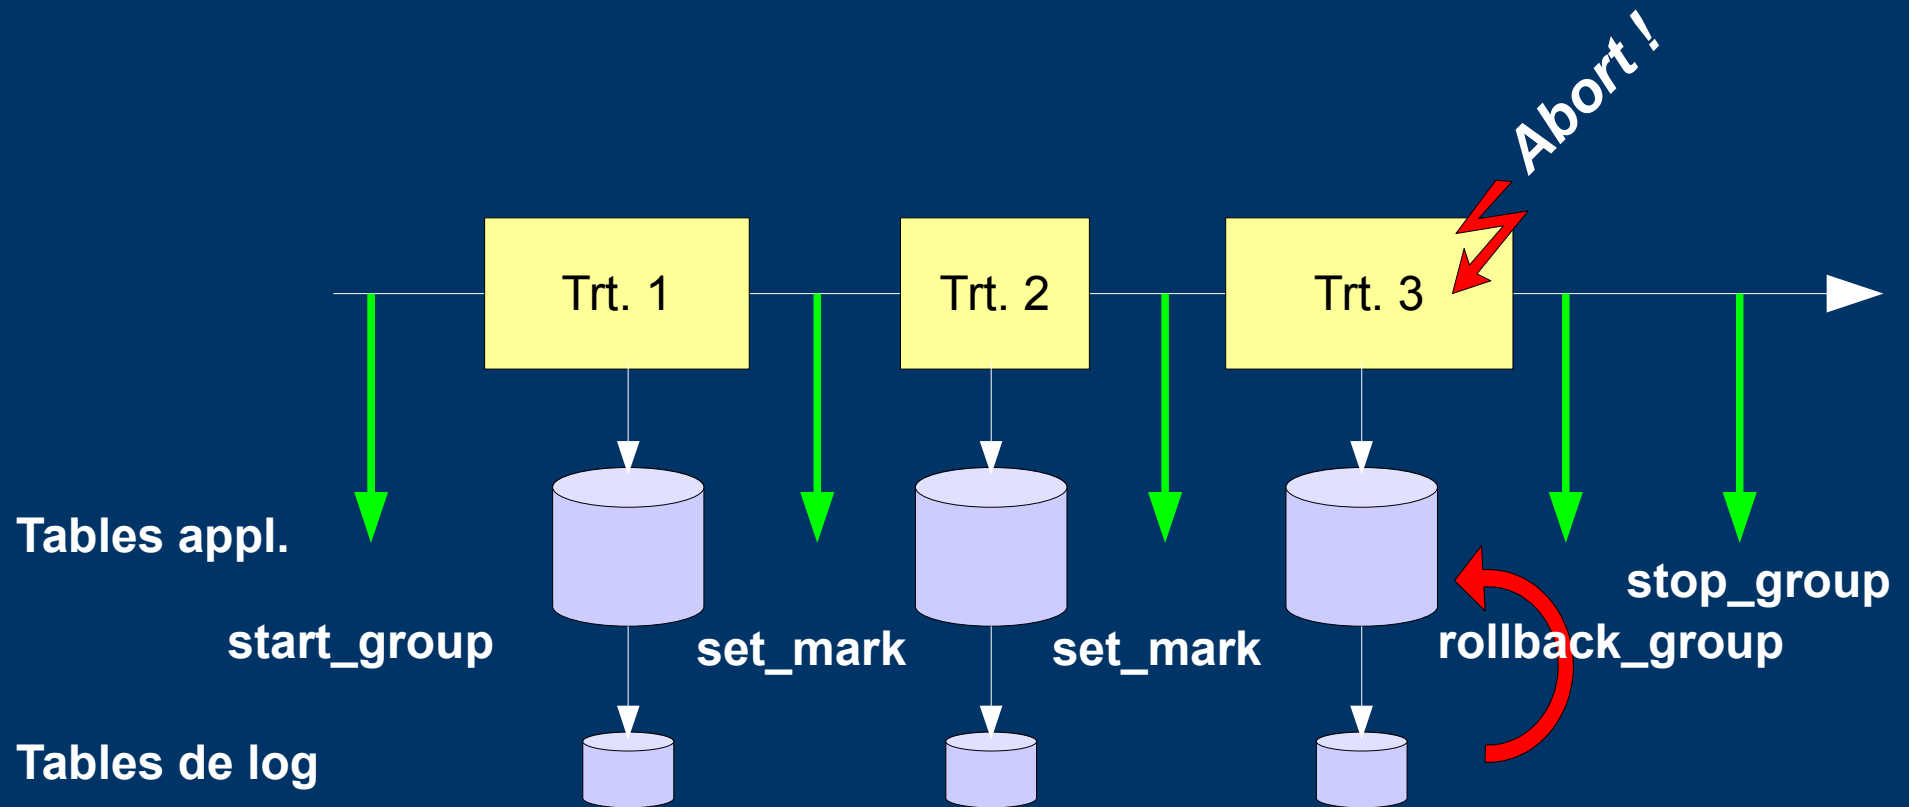 Abort !
Trt. 1
Trt. 2
Trt. 3
Tables appl.
start_group
set_mark
set_mark
rollback_group
stop_group
Tables de log